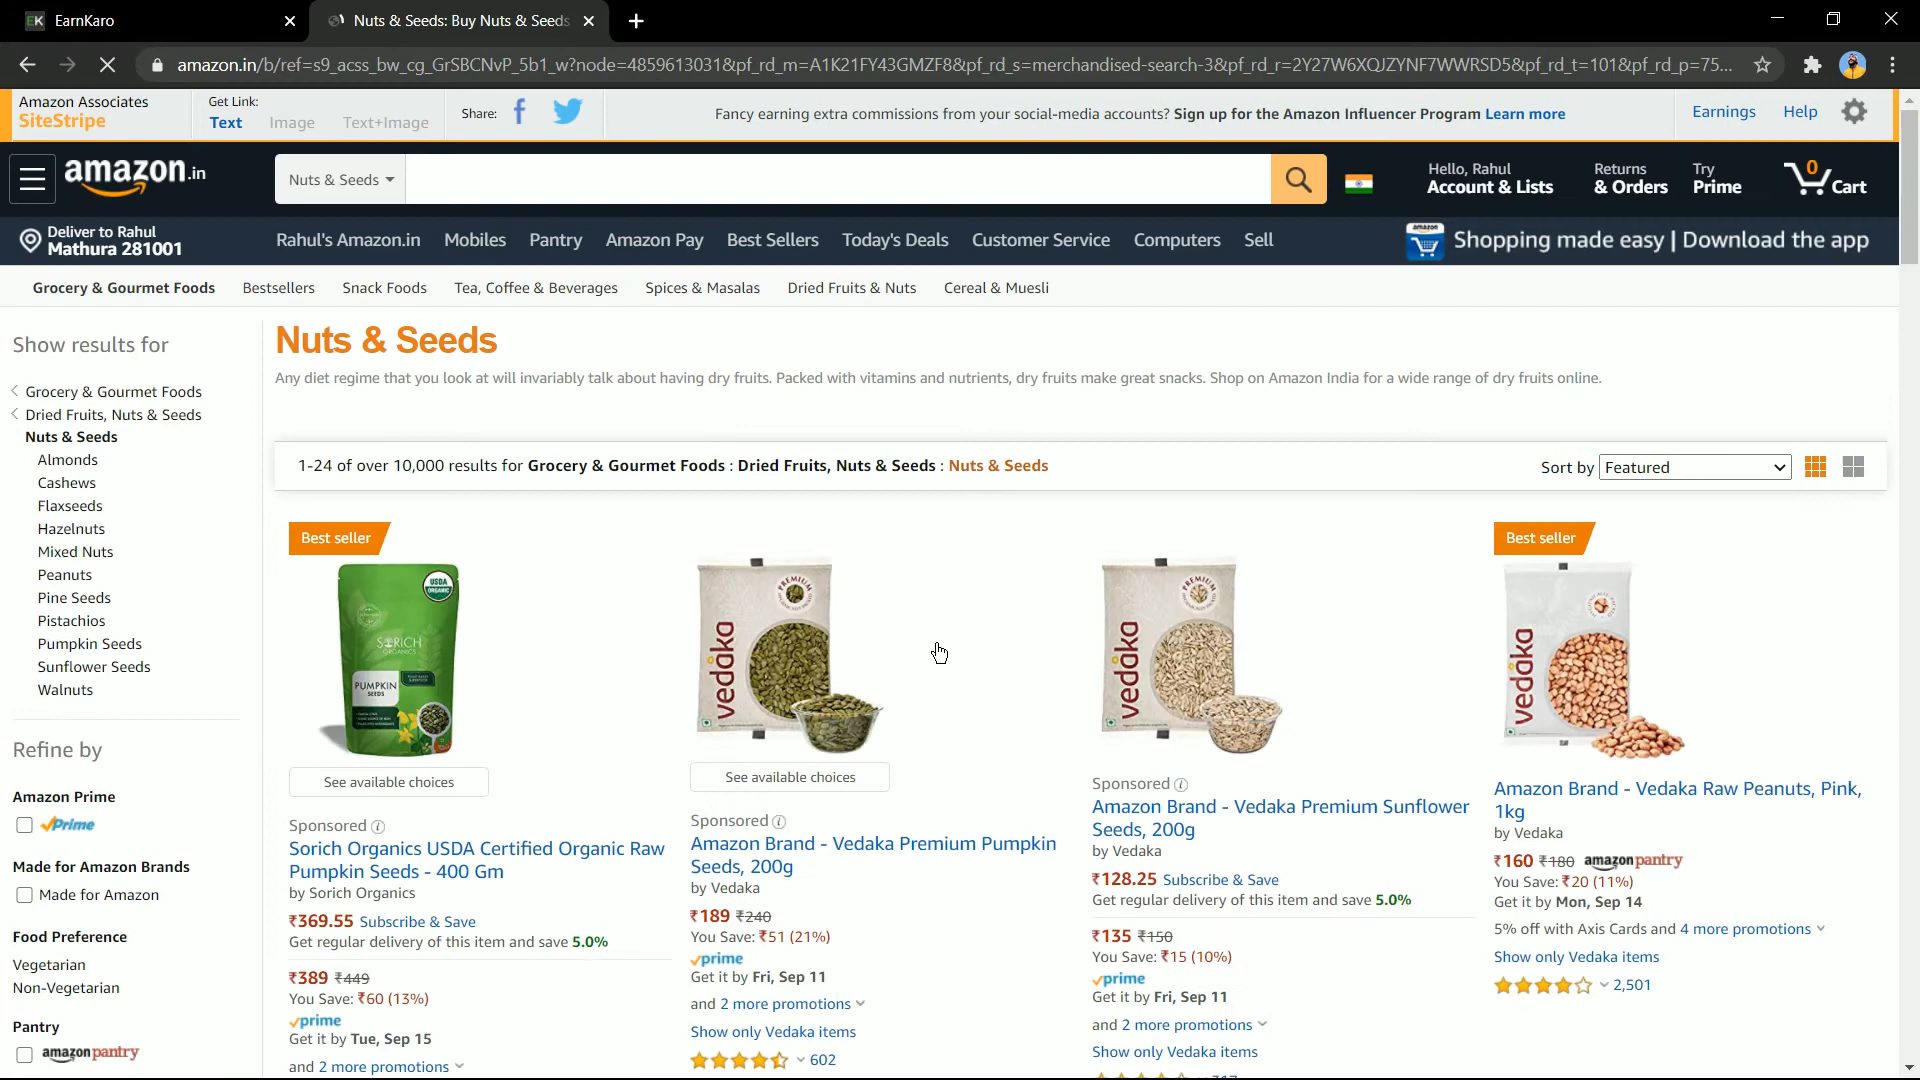 EK EarnKaro
Nuts & Seeds: Buy Nuts & Seeds
amazon.in/b/ref=s9_acss_bw_cg_GrSBCNvP_5b1_w?node=4859613031&pf_rd_m=A1K21FY43GMZF8&pf_rd_s=merchandised-search-3&pf_rd_r=2Y27W6XQJZYNF7WWRSD5&pf_rd_t=101&pf_rd_p=75...
Amazon Associates
SiteStripe
Get Link:
Text Image Text+Image
Share:
Fancy earning extra commissions from your social-media accounts? Sign up for the Amazon Influencer Program Learn more
Earnings Help
amazon.in
Nuts & Seeds
Hello, Rahul
Account & Lists
Returns
& Orders
Try
Prime
0
Cart
Deliver to Rahul
Mathura 281001
Rahul's Amazon.in Mobiles Pantry Amazon Pay Best Sellers Today's Deals Customer Service Computers Sell
amazon
Shopping made easy | Download the app
Grocery & Gourmet Foods Bestsellers Snack Foods Tea, Coffee & Beverages Spices & Masalas Dried Fruits & Nuts Cereal & Muesli
Show results for
Grocery & Gourmet Foods
Dried Fruits, Nuts & Seeds
Nuts & Seeds
Almonds
Cashews
Flaxseeds
Hazelnuts
Mixed Nuts
Peanuts
Pine Seeds
Pistachios
Pumpkin Seeds
Sunflower Seeds
Walnuts
Refine by
Amazon Prime
Prime
Made for Amazon Brands
Made for Amazon
Food Preference
Vegetarian
Non-Vegetarian
Pantry
amazonpantry
Nuts & Seeds
Any diet regime that you look at will invariably talk about having dry fruits. Packed with vitamins and nutrients, dry fruits make great snacks. Shop on Amazon India for a wide range of dry fruits online.
1-24 of over 10,000 results for Grocery & Gourmet Foods : Dried Fruits, Nuts & Seeds : Nuts & Seeds
Sort by Featured
Best seller
USDA
ORGANIC
SORICH
ORGANICS
PUMPKIN
SEEDS
See available choices
Sponsored
Sorich Organics USDA Certified Organic Raw
Pumpkin Seeds - 400 Gm
by Sorich Organics
₹369.55 Subscribe & Save
Get regular delivery of this item and save 5.0%
₹389 ₹449
You Save: ₹60 (13%)
prime
Get it by Tue, Sep 15
and 2 more promotions
PREMIUM
vedaka
See available choices
Sponsored
Amazon Brand - Vedaka Premium Pumpkin
Seeds, 200g
by Vedaka
₹189 ₹240
You Save: ₹51 (21%)
prime
Get it by Fri, Sep 11
and 2 more promotions
Show only Vedaka items
602
PREMIUM
vedaka
Sponsored
Amazon Brand - Vedaka Premium Sunflower
Seeds, 200g
by Vedaka
₹128.25 Subscribe & Save
Get regular delivery of this item and save 5.0%
₹135 ₹150
You Save: ₹15 (10%)
prime
Get it by Fri, Sep 11
and 2 more promotions
Show only Vedaka items
Best seller
vedaka
Amazon Brand - Vedaka Raw Peanuts, Pink,
1kg
by Vedaka
₹160 ₹180 amazonpantry
You Save: ₹20 (11%)
Get it by Mon, Sep 14
5% off with Axis Cards and 4 more promotions
Show only Vedaka items
2,501